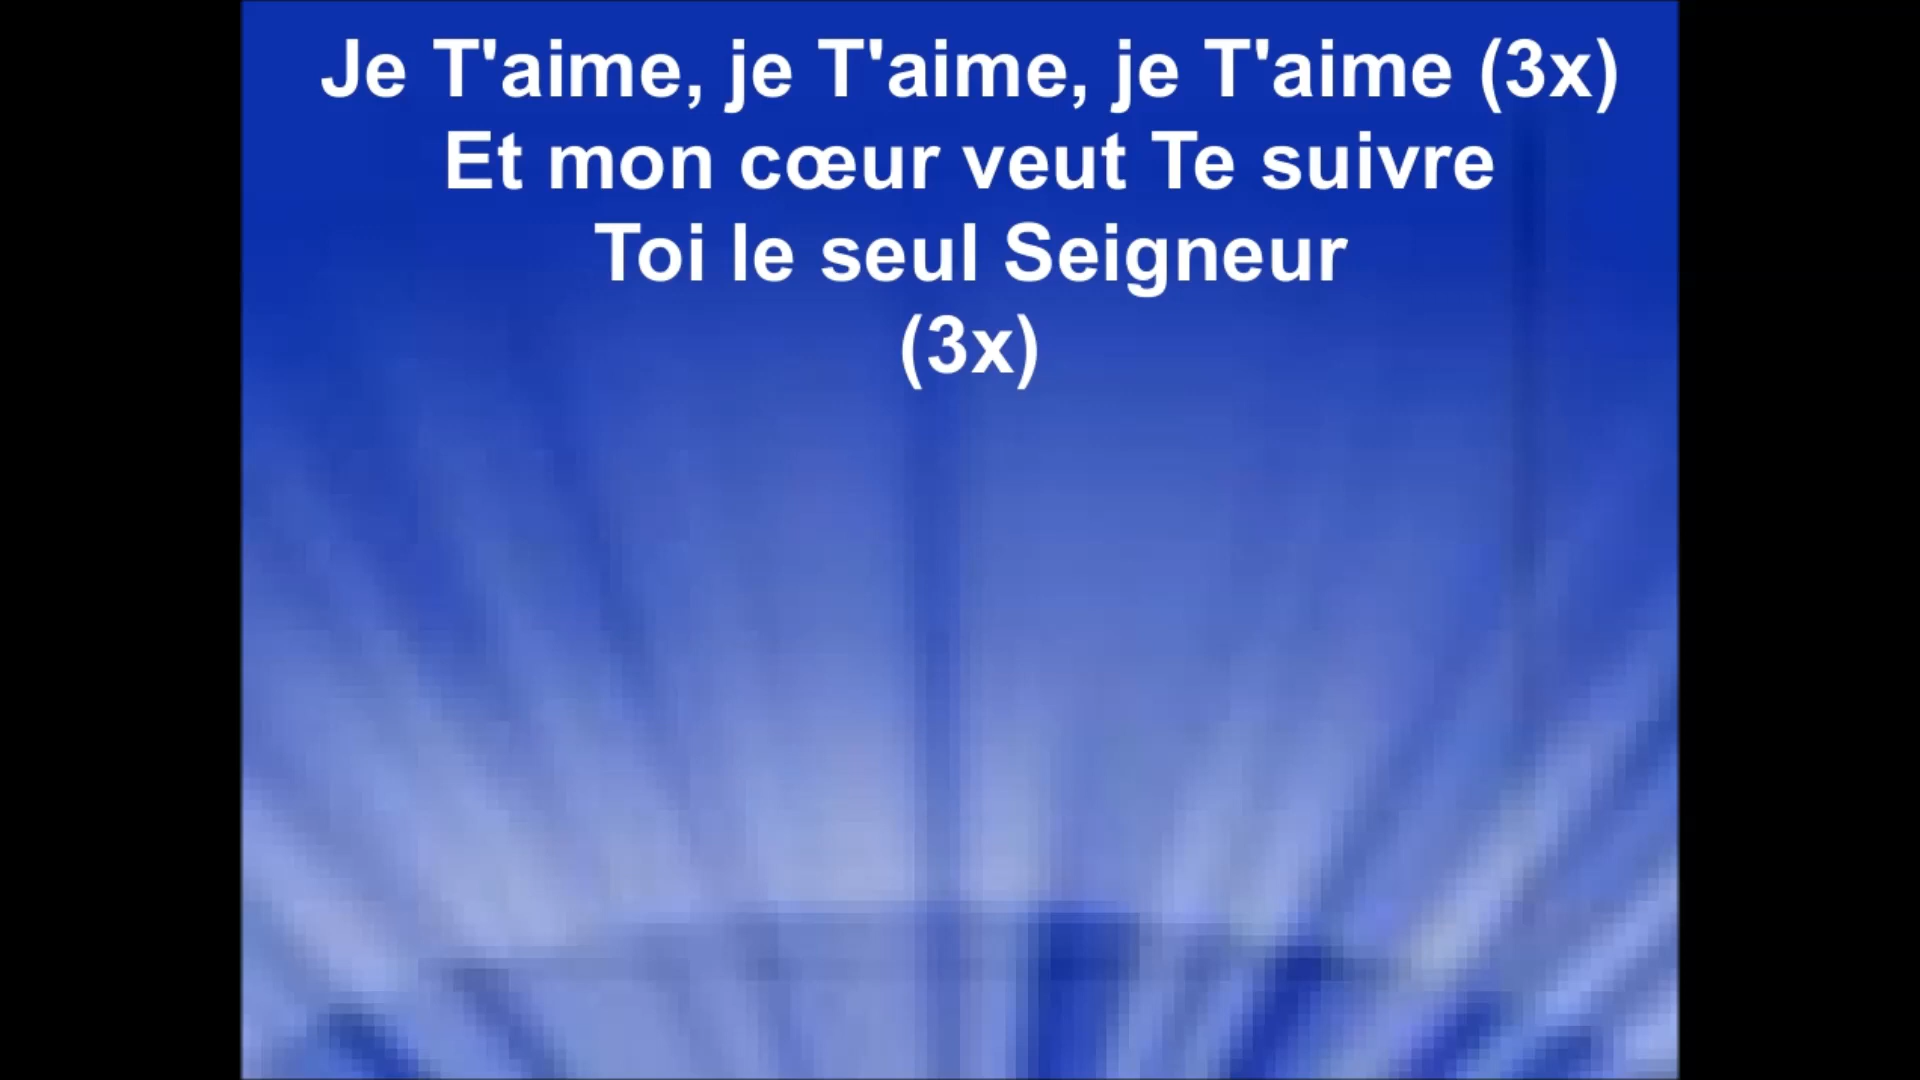 Je T'aime, je T'aime, je T'aime (3x)
Et mon cœur veut Te suivre
Toi le seul Seigneur
(3x)